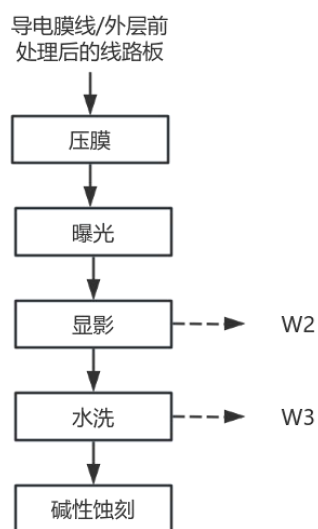 导电膜线/外层前
处理后的线路板
压膜
曝光
显影
W2
水洗
W3
碱性蚀刻